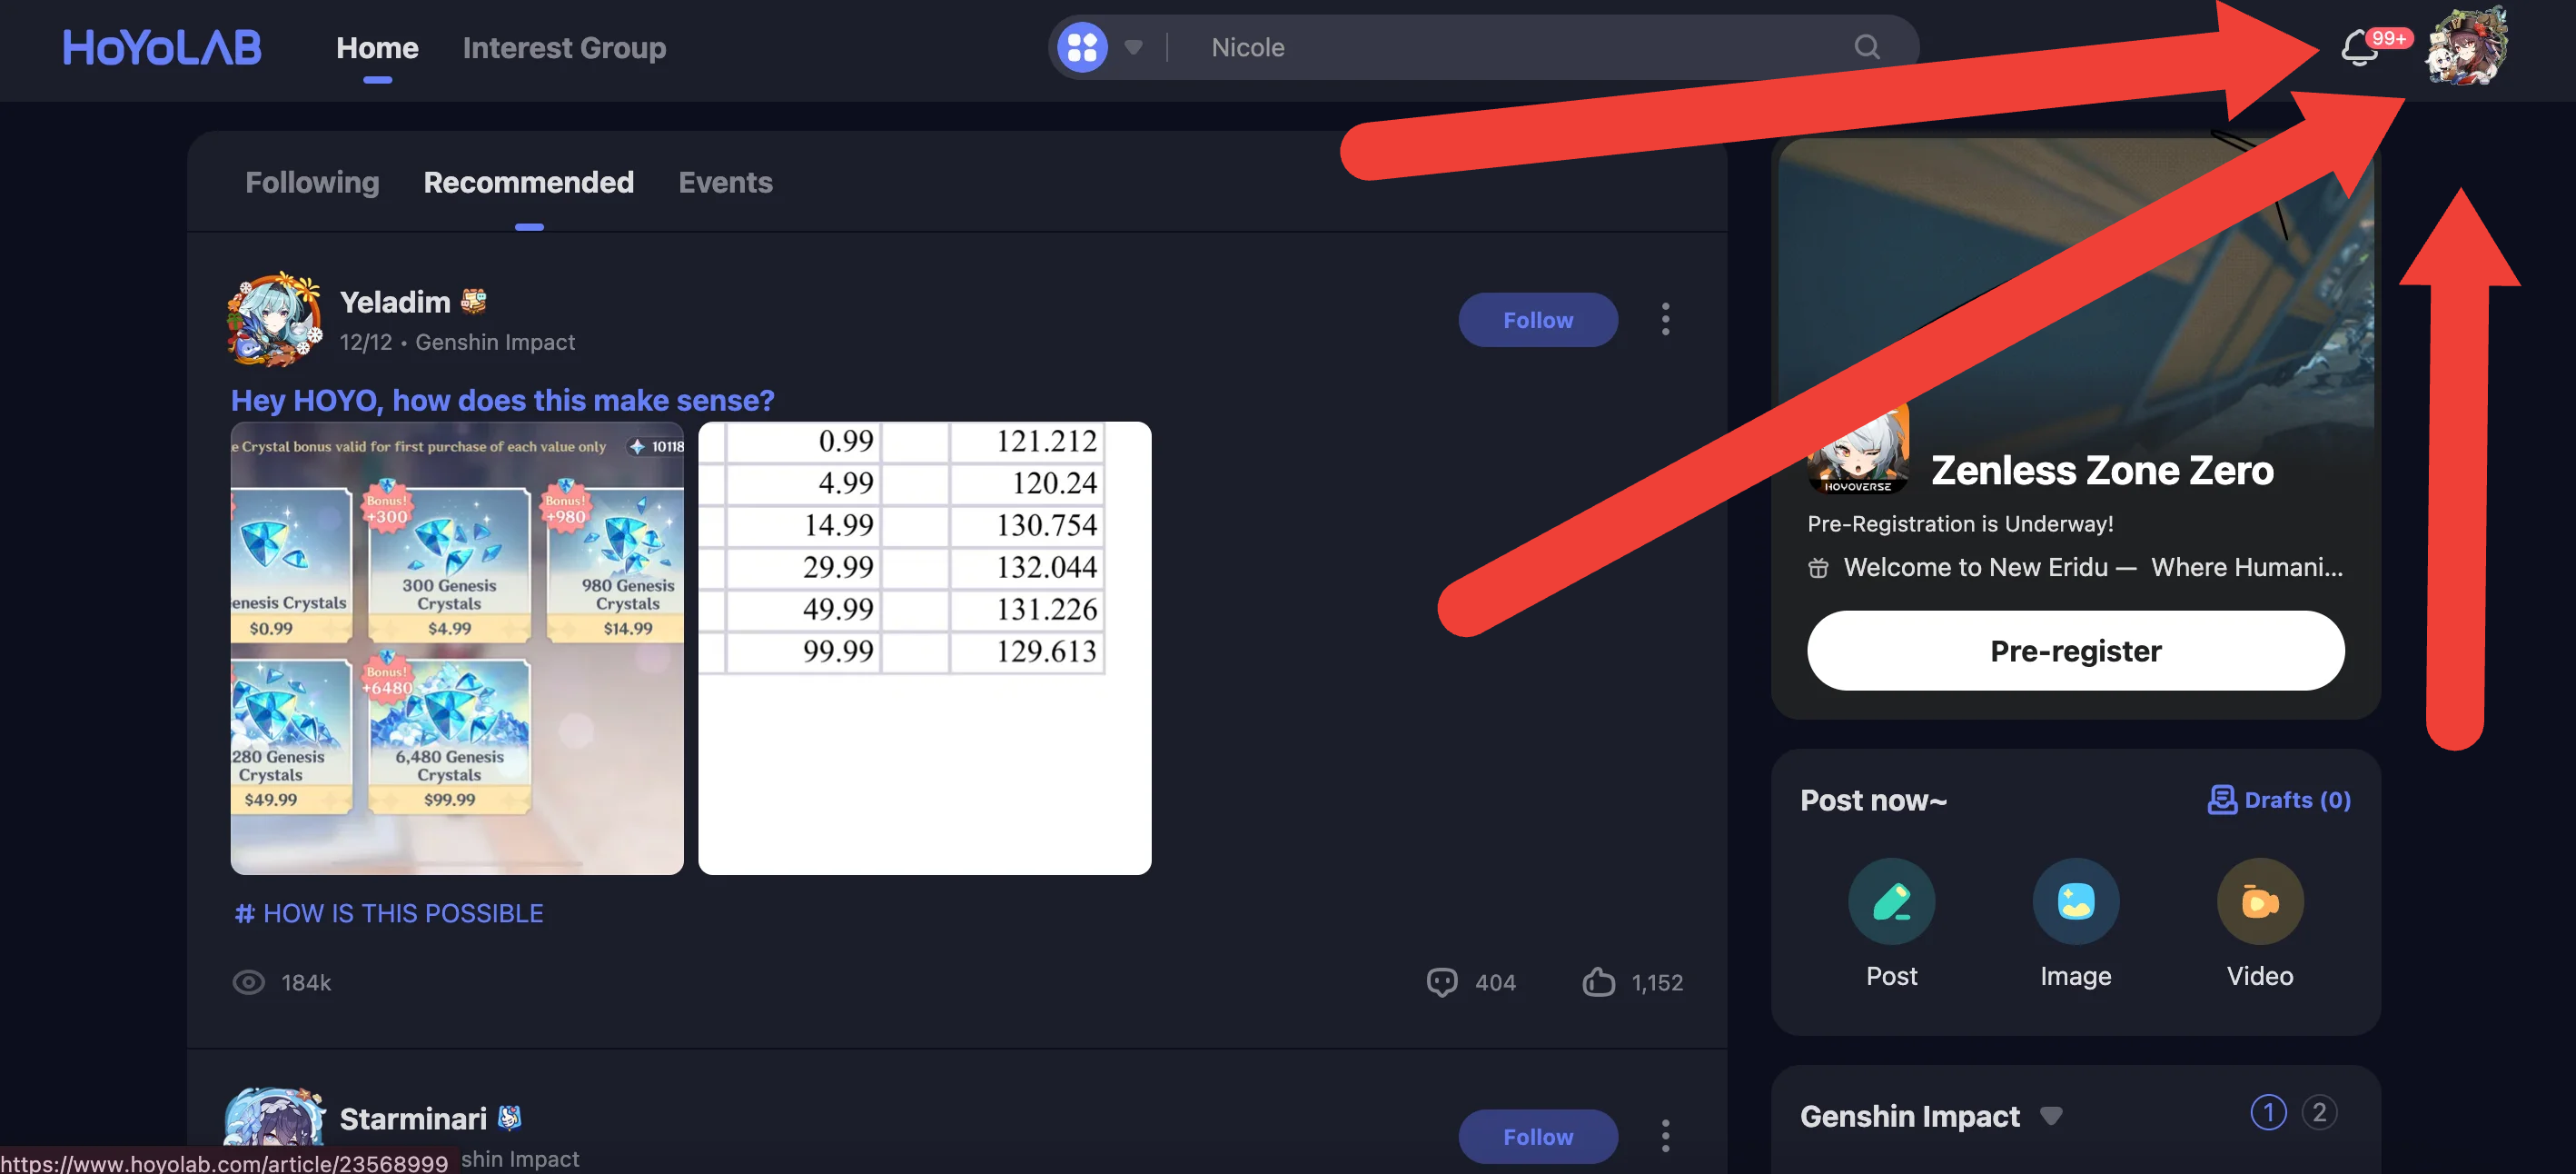 HoYoLAB
Home
Interest Group
Nicole
99+
Following
Recommended
Events
Yeladim
12/12 • Genshin Impact
Follow
Hey HOYO, how does this make sense?
e Crystal bonus valid for first purchase of each value only
10118
enesis Crystals
$0.99
Bonus!
+300
300 Genesis
Crystals
$4.99
Bonus!
+980
980 Genesis
Crystals
$14.99
280 Genesis
Crystals
$49.99
Bonus!
+6480
6,480 Genesis
Crystals
$99.99
0.99 121.212
4.99 120.24
14.99 130.754
29.99 132.044
49.99 131.226
99.99 129.613
# HOW IS THIS POSSIBLE
184k
404
1,152
Starminari
shin Impact
Follow
https://www.hoyolab.com/article/23568999
HOYOVERSE
Zenless Zone Zero
Pre-Registration is Underway!
Welcome to New Eridu — Where Humani...
Pre-register
Post now~
Drafts (0)
Post
Image
Video
Genshin Impact
1
2